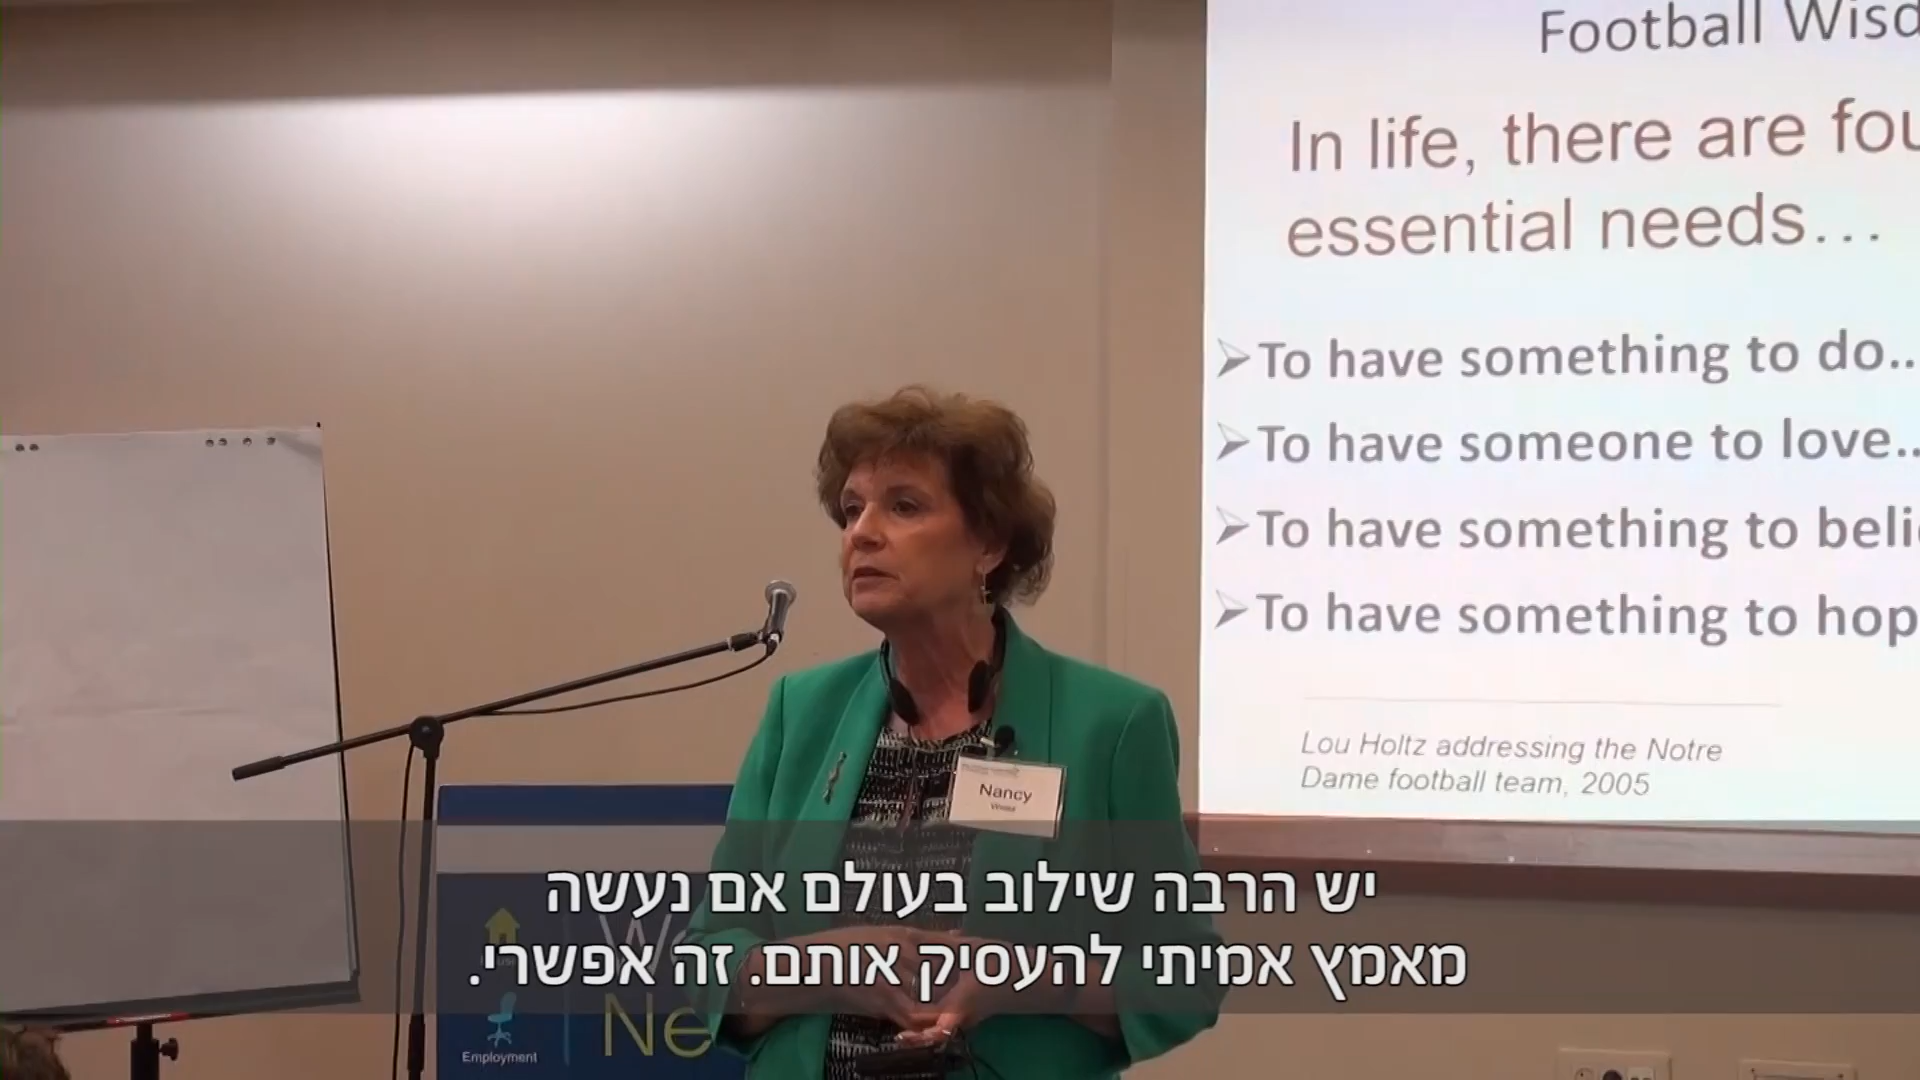 Football Wisd
In life, there are fou
essential needs…
To have something to do..
To have someone to love..
To have something to beli
To have something to hop
Lou Holtz addressing the Notre
Dame football team, 2005
Nancy
יש הרבה שילוב בעולם אם נעשה
מאמץ אמיתי להעסיק אותם. זה אפשרי.
We
Ne
Employment